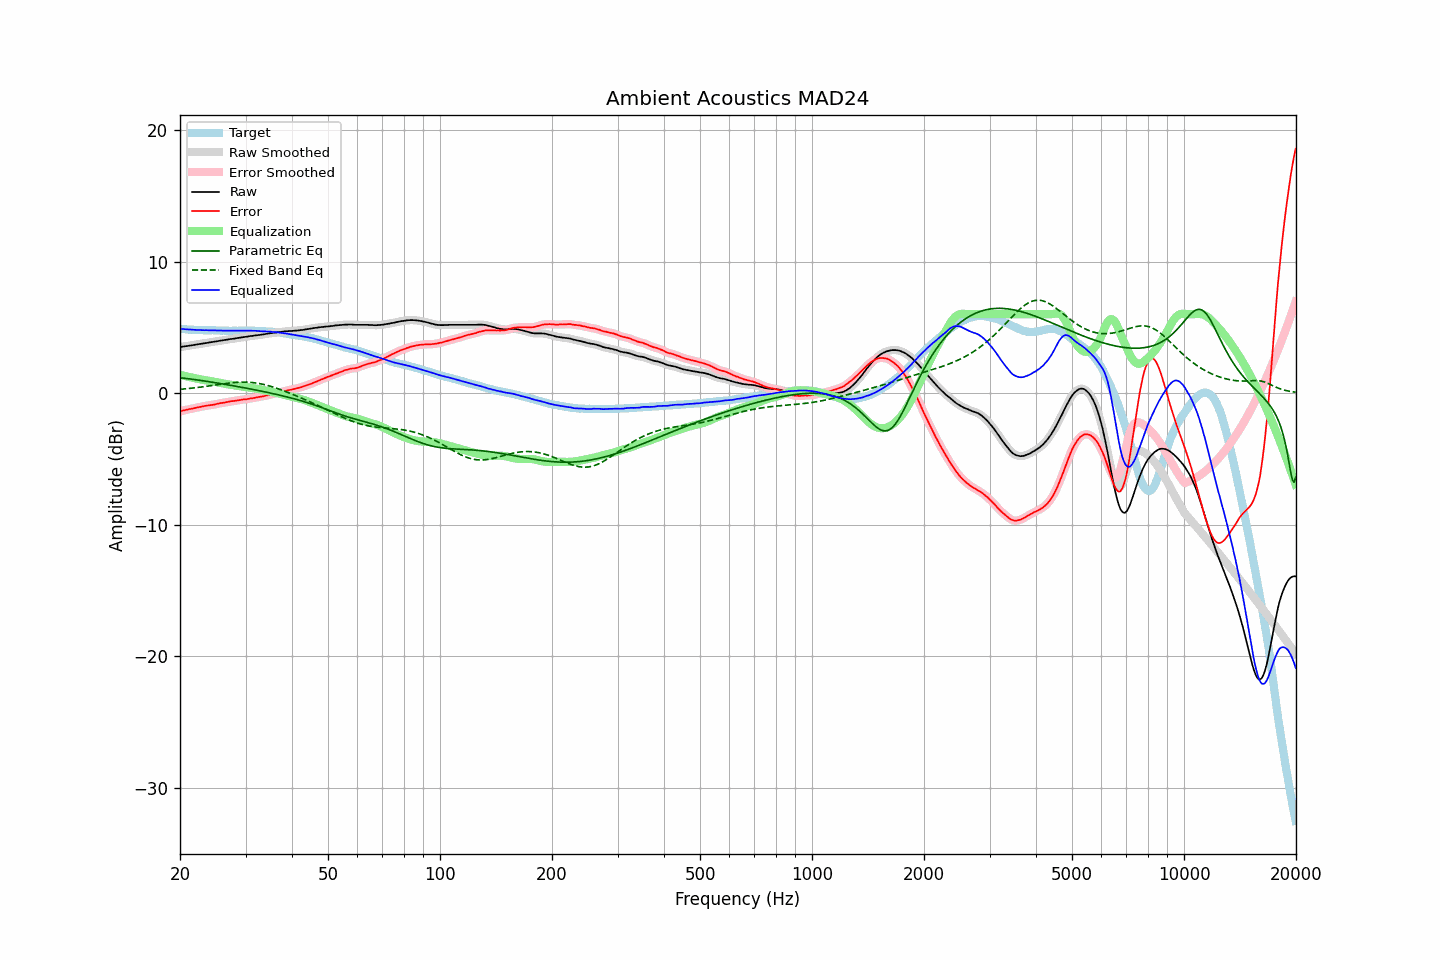 Ambient Acoustics MAD24
Target
Raw Smoothed
Error Smoothed
Raw
Error
Equalization
Parametric Eq
Fixed Band Eq
Equalized
20
10
0
−10
−20
−30
Amplitude (dBr)
20
50
100
200
500
1000
2000
5000
10000
20000
Frequency (Hz)